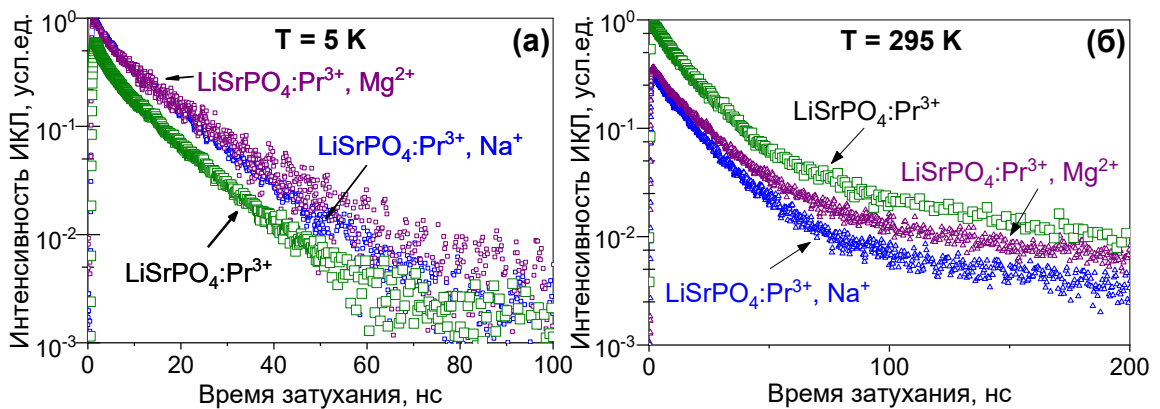 T = 5 K
(а)
LiSrPO₄:Pr³⁺, Mg²⁺
LiSrPO₄:Pr³⁺, Na⁺
LiSrPO₄:Pr³⁺
Интенсивность ИКЛ, усл.ед.
10⁰
10⁻¹
10⁻²
10⁻³
0 20 40 60 80 100
Время затухания, нс
T = 295 K
(б)
LiSrPO₄:Pr³⁺
LiSrPO₄:Pr³⁺, Mg²⁺
LiSrPO₄:Pr³⁺, Na⁺
Интенсивность ИКЛ, усл.ед.
10⁰
10⁻¹
10⁻²
10⁻³
0 100 200
Время затухания, нс